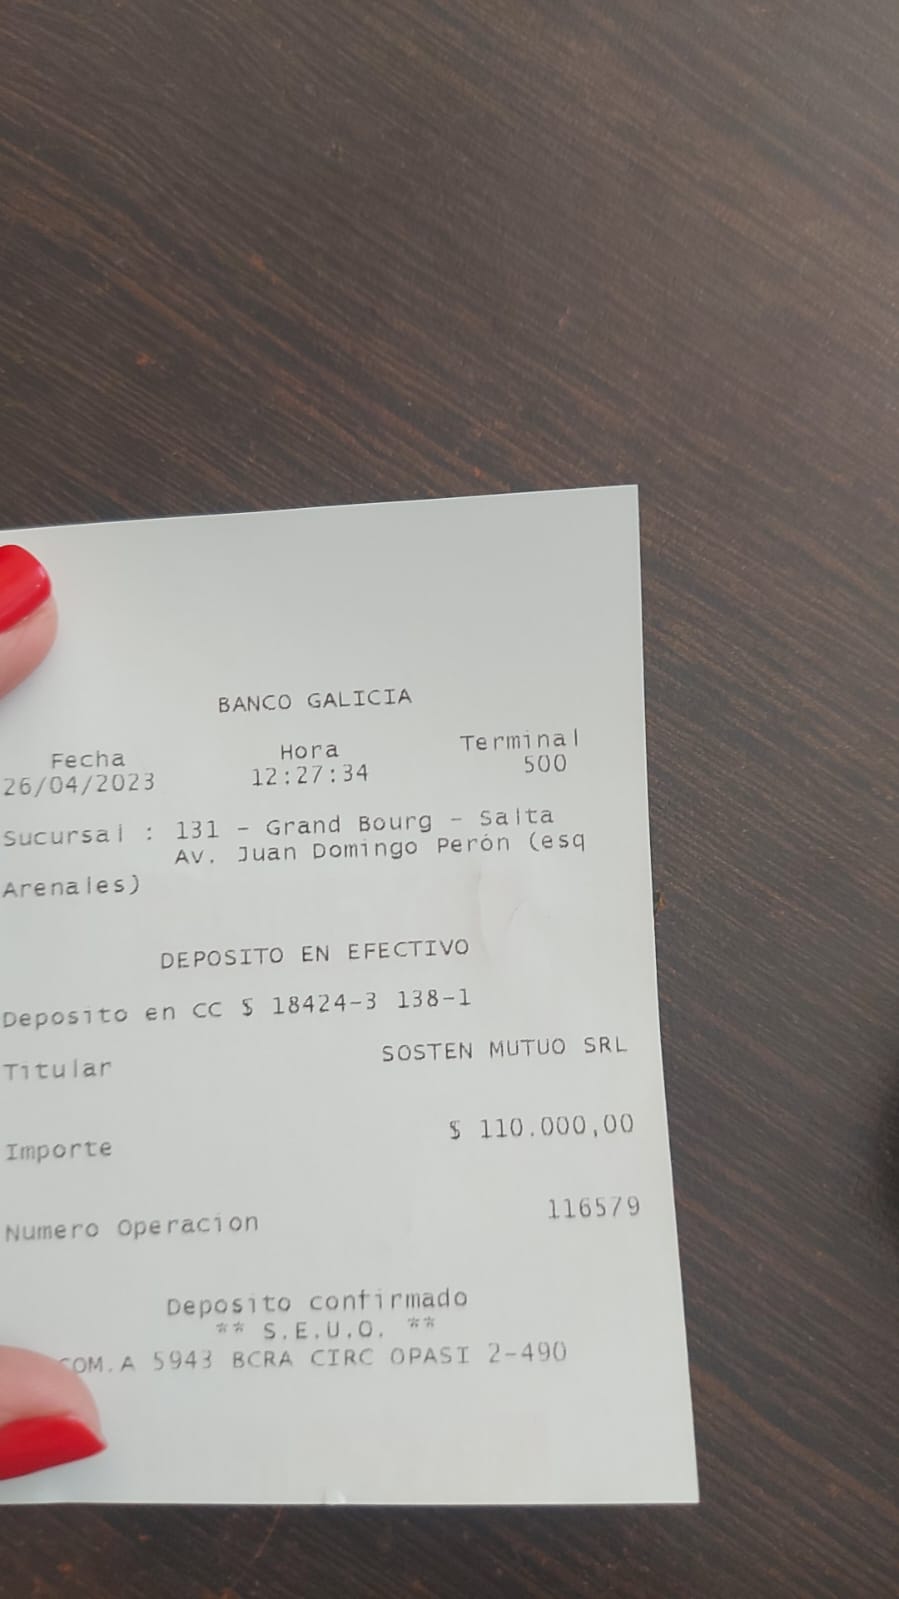 BANCO GALICIA
Fecha Hora Terminal
26/04/2023 12:27:34 500
Sucursal : 131 - Grand Bourg - Salta
Av. Juan Domingo Perón (esq
Arenales)
DEPOSITO EN EFECTIVO
Deposito en CC $ 18424-3 138-1
Titular SOSTEN MUTUO SRL
Importe $ 110.000,00
Numero Operacion 116579
Deposito confirmado
** S.E.U.O. **
COM.A 5943 BCRA CIRC OPASI 2-490